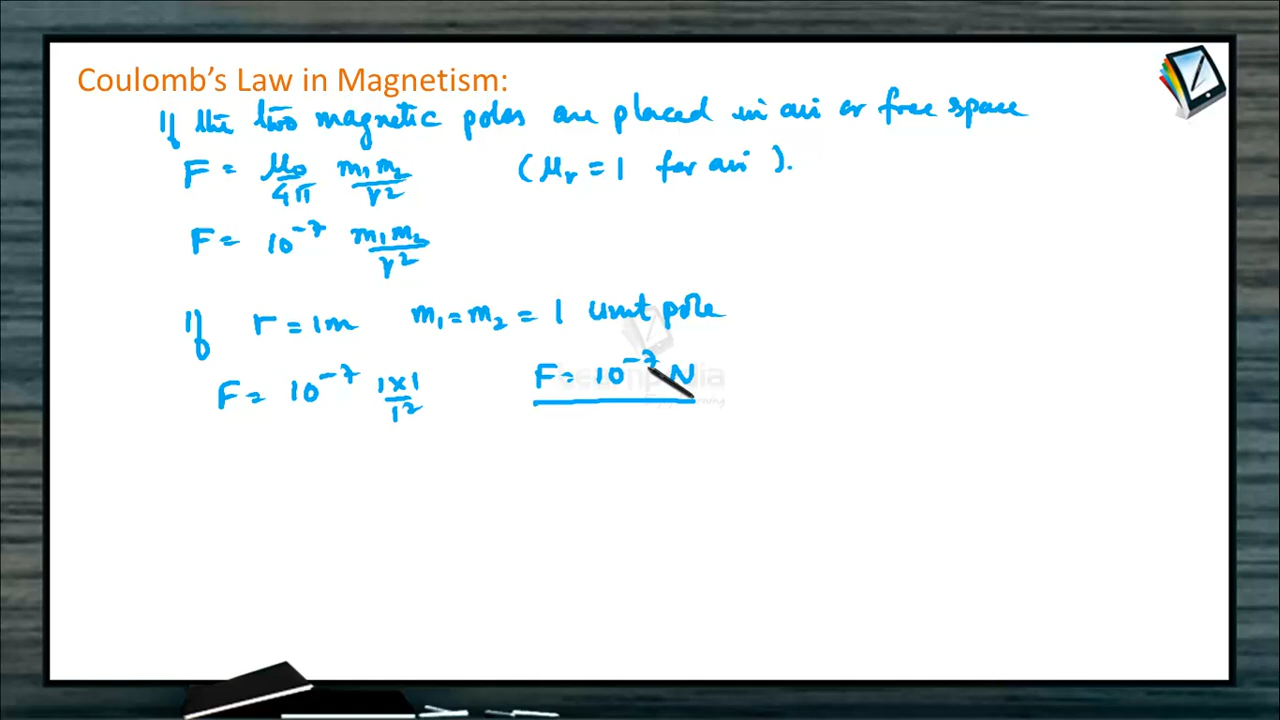 Coulomb's Law in Magnetism:
If the two magnetic poles are placed in air or free space
F = μ₀/4π m₁m₂/r² (μᵣ = 1 for air).
F = 10⁻⁷ m₁m₂/r²
If r = 1m m₁ = m₂ = 1 unit pole
F = 10⁻⁷ 1×1/1² F = 10⁻⁷ N